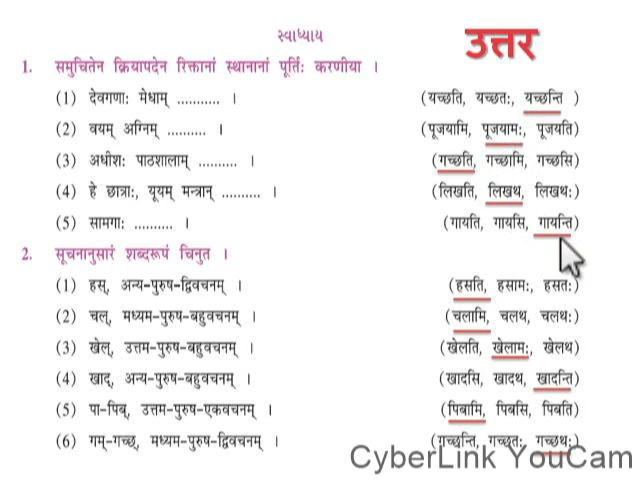 स्वाध्याय
उत्तर
1. समुचितेन क्रियापदेन रिक्तानां स्थानानां पूर्तिः करणीया ।
(1) देवगणाः मेधाम् ........... । (यच्छति, यच्छतः, यच्छन्ति )
(2) वयम् अग्निम् .......... । (पूजयामि, पूजयामः, पूजयति)
(3) अधीशः पाठशालाम् .......... । (गच्छति, गच्छामि, गच्छसि)
(4) हे छात्राः, यूयम् मन्त्रान् .......... । (लिखति, लिखथ, लिखथः)
(5) सामगाः .......... । (गायति, गायसि, गायन्ति)
2. सूचनानुसारं शब्दरूपं चिनुत ।
(1) हस्, अन्य-पुरुष-द्विवचनम् । (हसति, हसामः, हसतः)
(2) चल्, मध्यम-पुरुष-बहुवचनम् । (चलामि, चलथ, चलथः)
(3) खेल्, उत्तम-पुरुष-बहुवचनम् । (खेलति, खेलामः, खेलथ)
(4) खाद्, अन्य-पुरुष-बहुवचनम् । (खादसि, खादथ, खादन्ति)
(5) पा-पिब्, उत्तम-पुरुष-एकवचनम् । (पिबामि, पिबसि, पिबति)
(6) गम्-गच्छ्, मध्यम-पुरुष-द्विवचनम् । (गच्छन्ति, गच्छतः, गच्छथः)
CyberLink YouCam